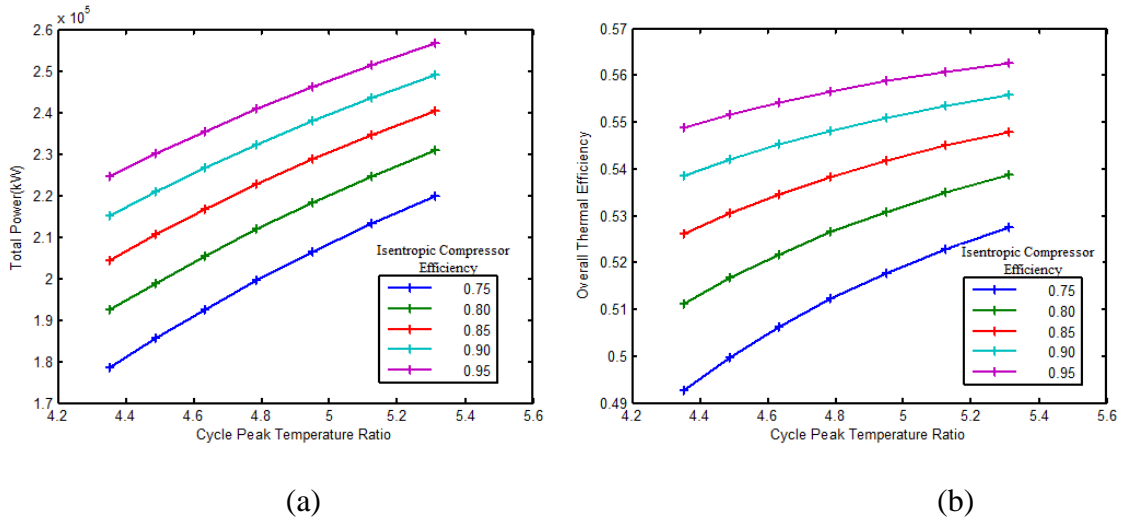 x 10⁵
2.6
2.5
2.4
2.3
2.2
2.1
2
1.9
1.8
1.7
Total Power(kW)
4.2 4.4 4.6 4.8 5 5.2 5.4 5.6
Cycle Peak Temperature Ratio
Isentropic Compressor
Efficiency
0.75
0.80
0.85
0.90
0.95
(a)
0.57
0.56
0.55
0.54
0.53
0.52
0.51
0.5
0.49
Overall Thermal Efficiency
4.2 4.4 4.6 4.8 5 5.2 5.4 5.6
Cycle Peak Temperature Ratio
Isentropic Compressor
Efficiency
0.75
0.80
0.85
0.90
0.95
(b)